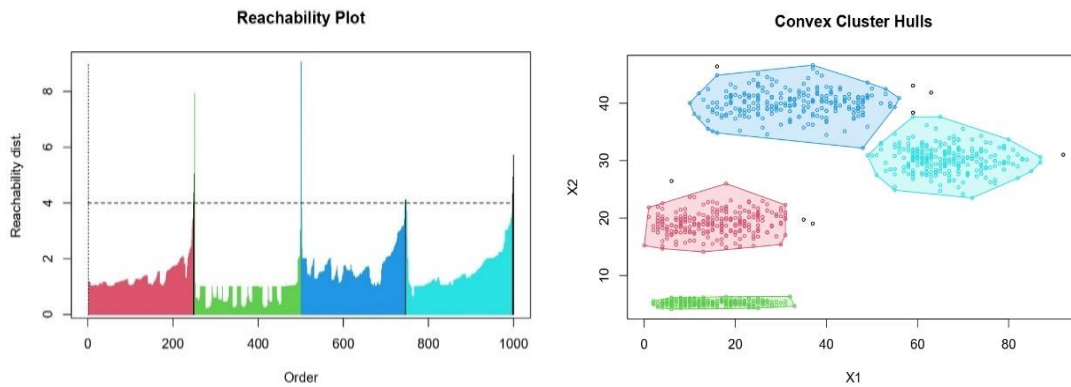 Reachability Plot
Reachability dist.
8
6
4
2
0
0 200 400 600 800 1000
Order
Convex Cluster Hulls
X2
40
30
20
10
0 20 40 60 80
X1